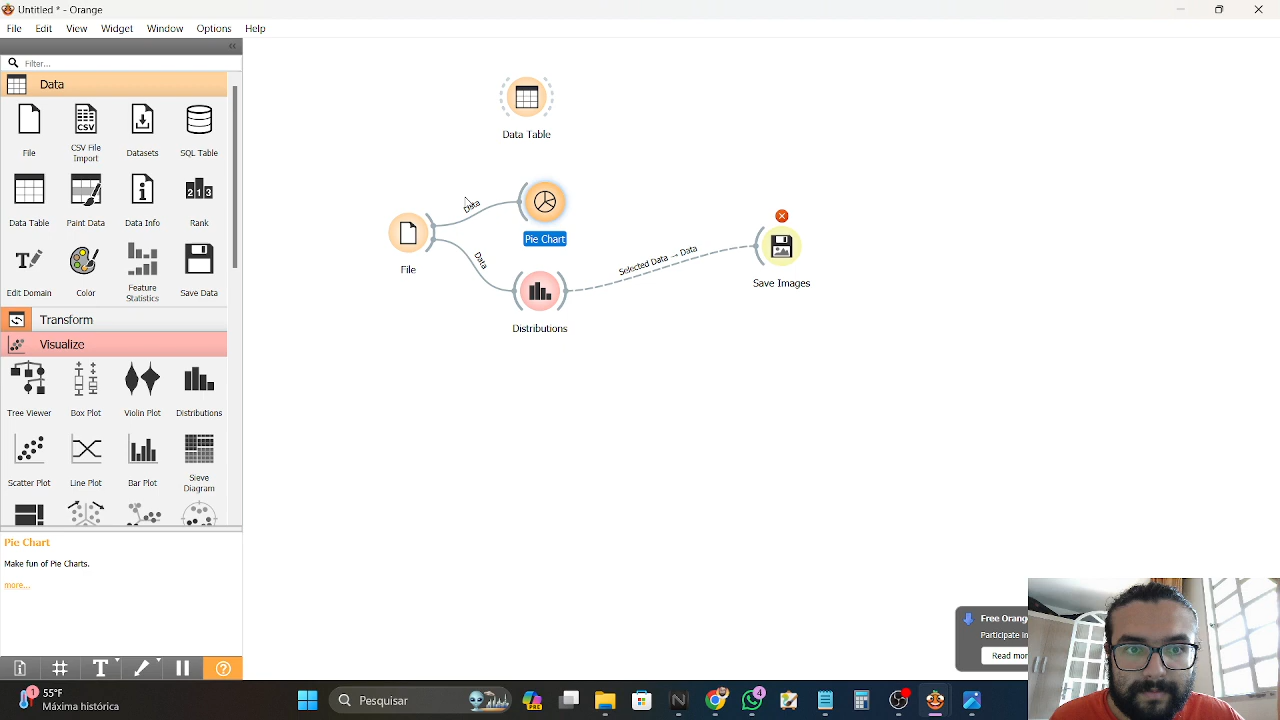 Untitled * - Orange
File Edit View Widget Window Options Help
Filter...
Data
File
CSV File Import
Datasets
SQL Table
Data Table
Paint Data
Data Info
Rank
Edit Domain
Color
Feature Statistics
Save Data
Transform
Visualize
Tree Viewer
Box Plot
Violin Plot
Distributions
Scatter Plot
Line Plot
Bar Plot
Sieve Diagram
Pie Chart
Make fun of Pie Charts.
more...
Data Table
Data
Pie Chart
File
Data
Distributions
Selected Data → Data
Save Images
Free Orang
Participate in
Read mor
1
55°F
Máxima histórica
Pesquisar
PRO
4